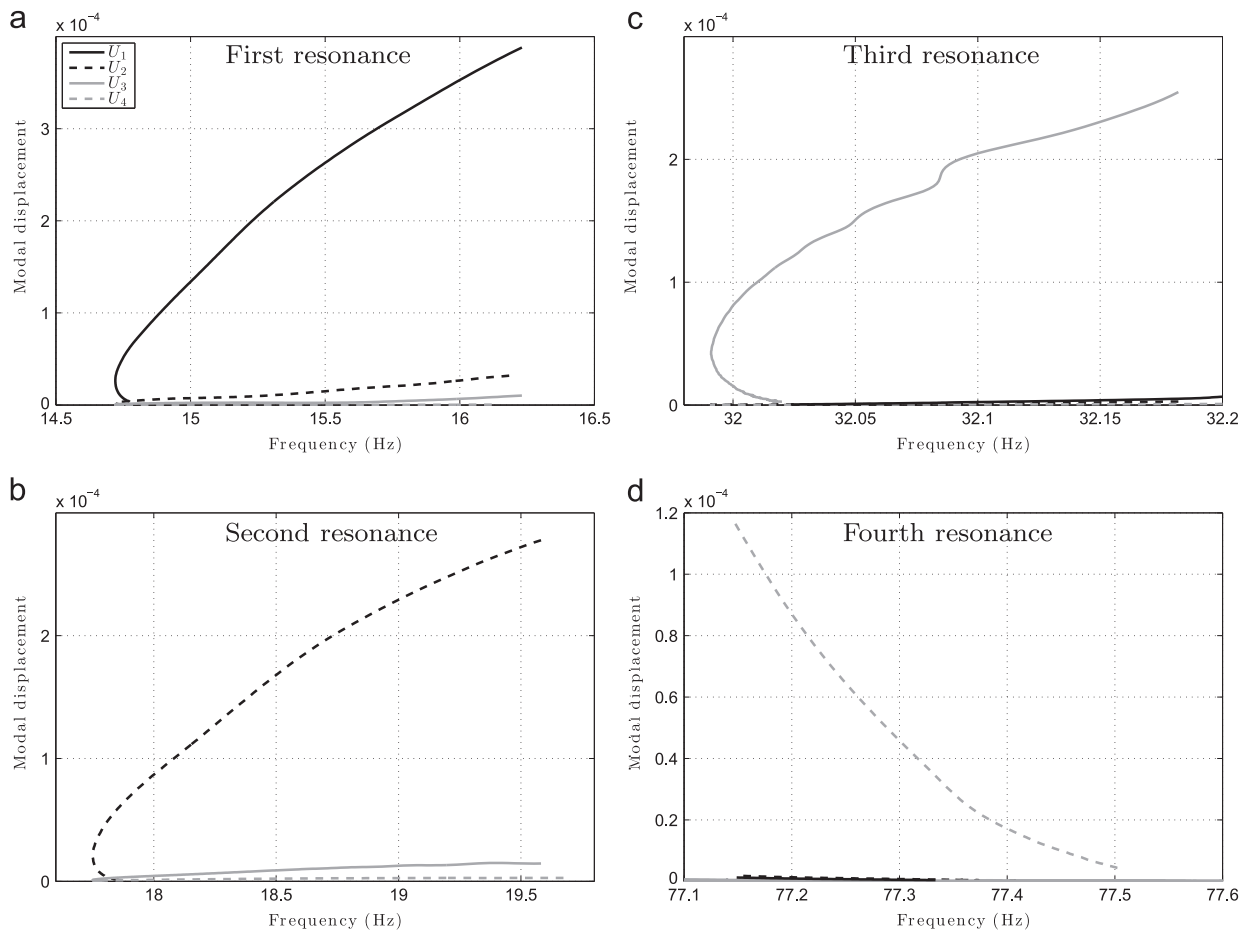 a
x 10⁻⁴
First resonance
U₁
U₂
U₃
U₄
Modal displacement
3
2
1
0
14.5 15 15.5 16 16.5
Frequency (Hz)
b
x 10⁻⁴
Second resonance
Modal displacement
2
1
0
18 18.5 19 19.5
Frequency (Hz)
c
x 10⁻⁴
Third resonance
Modal displacement
2
1
0
32 32.05 32.1 32.15 32.2
Frequency (Hz)
d
x 10⁻⁴
Fourth resonance
Modal displacement
1.2
1
0.8
0.6
0.4
0.2
0
77.1 77.2 77.3 77.4 77.5 77.6
Frequency (Hz)